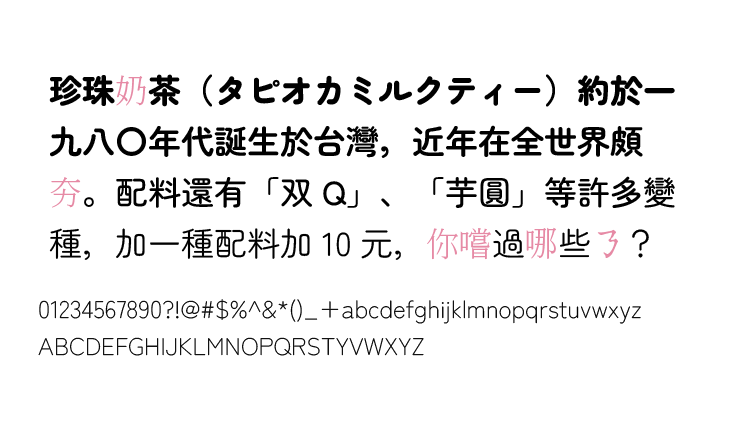 珍珠奶茶（タピオカミルクティー）約於一
九八〇年代誕生於台灣，近年在全世界頗
夯。配料還有「双 Q」、「芋圓」等許多變
種，加一種配料加 10 元，你嚐過哪些ㄋ？
01234567890?!@#$%^&*()_＋abcdefghijklmnopqrstuvwxyz
ABCDEFGHIJKLMNOPQRSTYVWXYZ